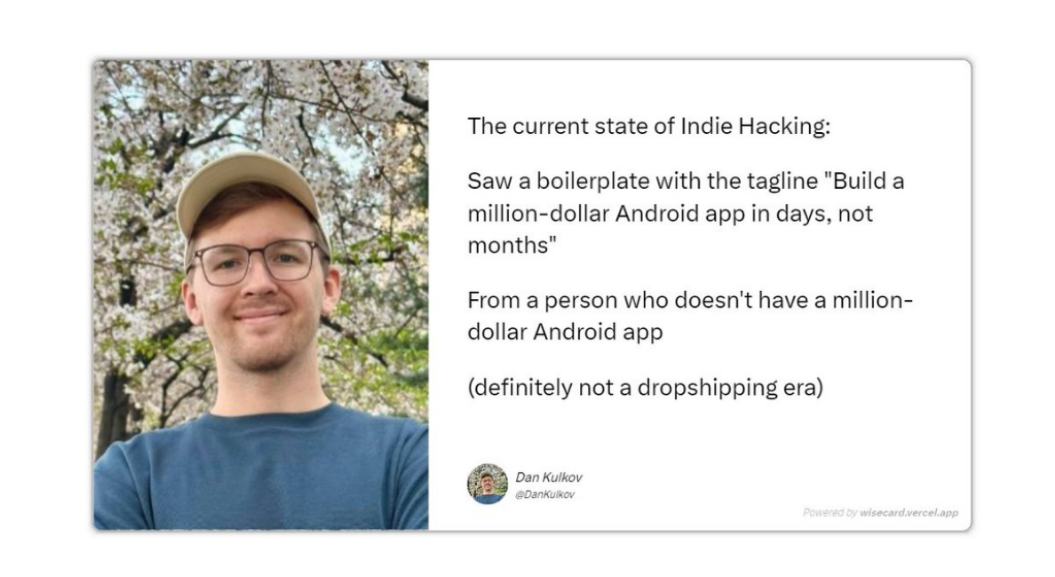 The current state of Indie Hacking:
Saw a boilerplate with the tagline "Build a
million-dollar Android app in days, not
months"
From a person who doesn't have a million-
dollar Android app
(definitely not a dropshipping era)
Dan Kulkov
@DanKulkov
Powered by wisecard.vercel.app